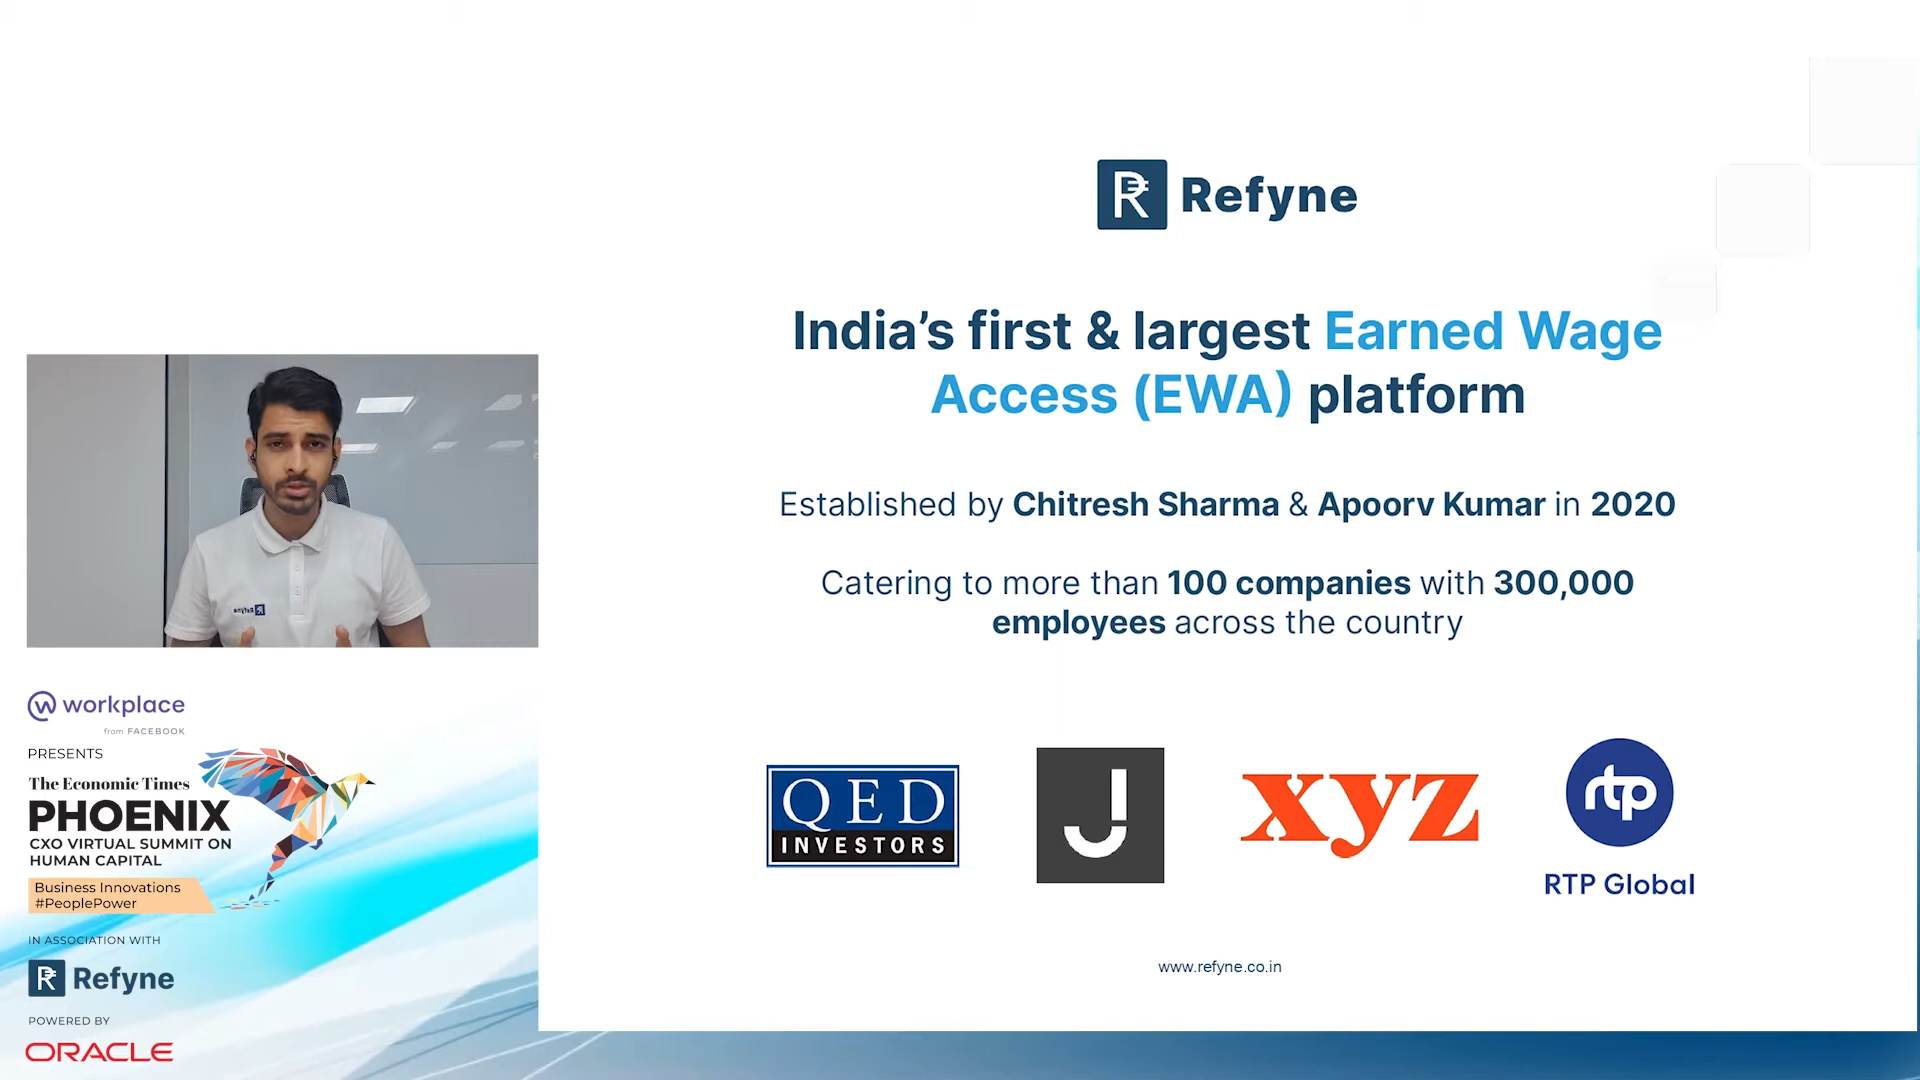 Refyne
India's first & largest Earned Wage
Access (EWA) platform
Established by Chitresh Sharma & Apoorv Kumar in 2020
Catering to more than 100 companies with 300,000
employees across the country
QED
INVESTORS
J
xyz
rtp
RTP Global
www.refyne.co.in
Refyne
workplace
from FACEBOOK
PRESENTS
The Economic Times
PHOENIX
CXO VIRTUAL SUMMIT ON
HUMAN CAPITAL
Business Innovations
#PeoplePower
IN ASSOCIATION WITH
Refyne
POWERED BY
ORACLE